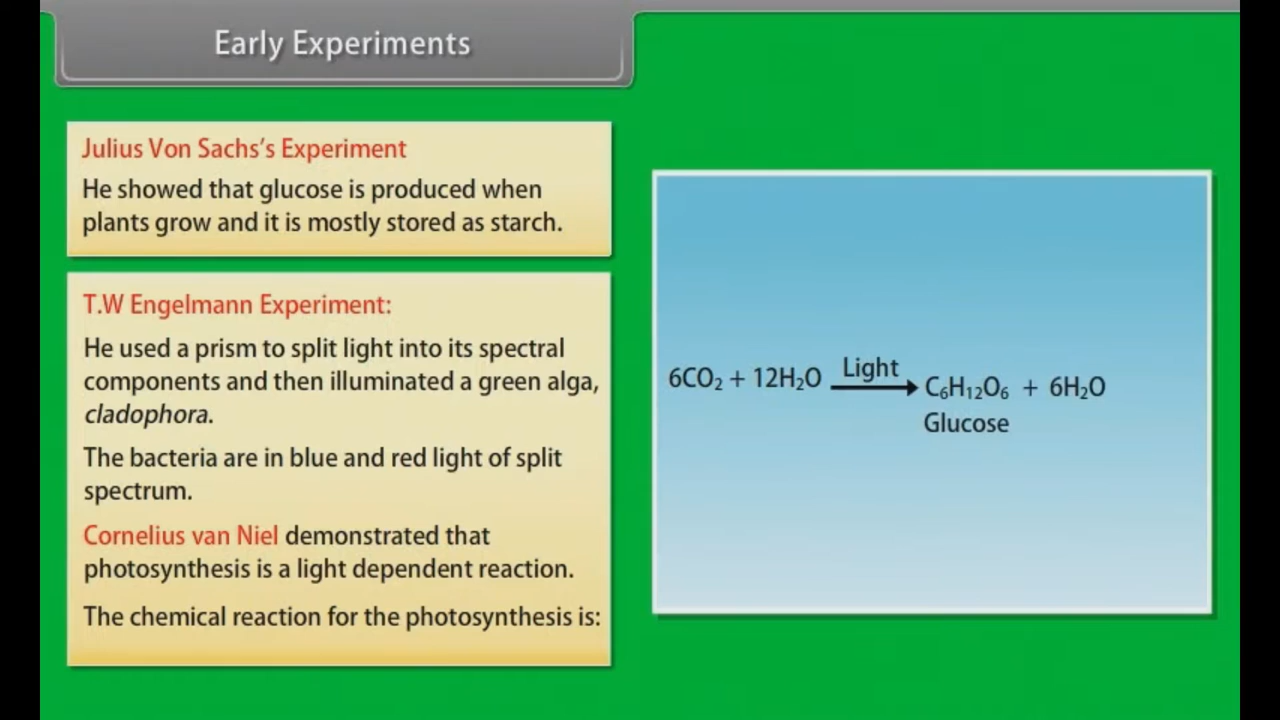 Early Experiments
Julius Von Sachs's Experiment
He showed that glucose is produced when
plants grow and it is mostly stored as starch.
T.W Engelmann Experiment:
He used a prism to split light into its spectral
components and then illuminated a green alga,
cladophora.
The bacteria are in blue and red light of split
spectrum.
Cornelius van Niel demonstrated that
photosynthesis is a light dependent reaction.
The chemical reaction for the photosynthesis is:
6CO₂ + 12H₂O Light C₆H₁₂O₆ + 6H₂O
Glucose